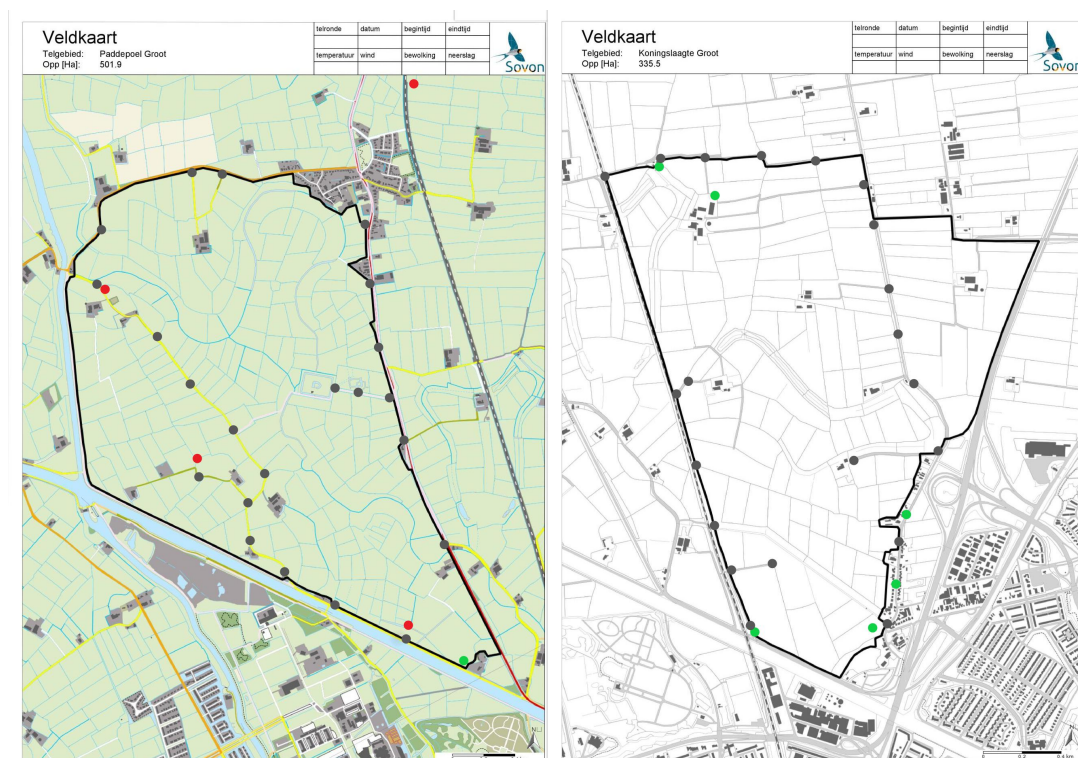 Veldkaart
Telgebied: Paddepoel Groot
Opp [Ha]: 501.9
telronde datum begintijd eindtijd
temperatuur wind bewolking neerslag
Sovon
Veldkaart
Telgebied: Koningslaagte Groot
Opp [Ha]: 335.5
telronde datum begintijd eindtijd
temperatuur wind bewolking neerslag
Sovon